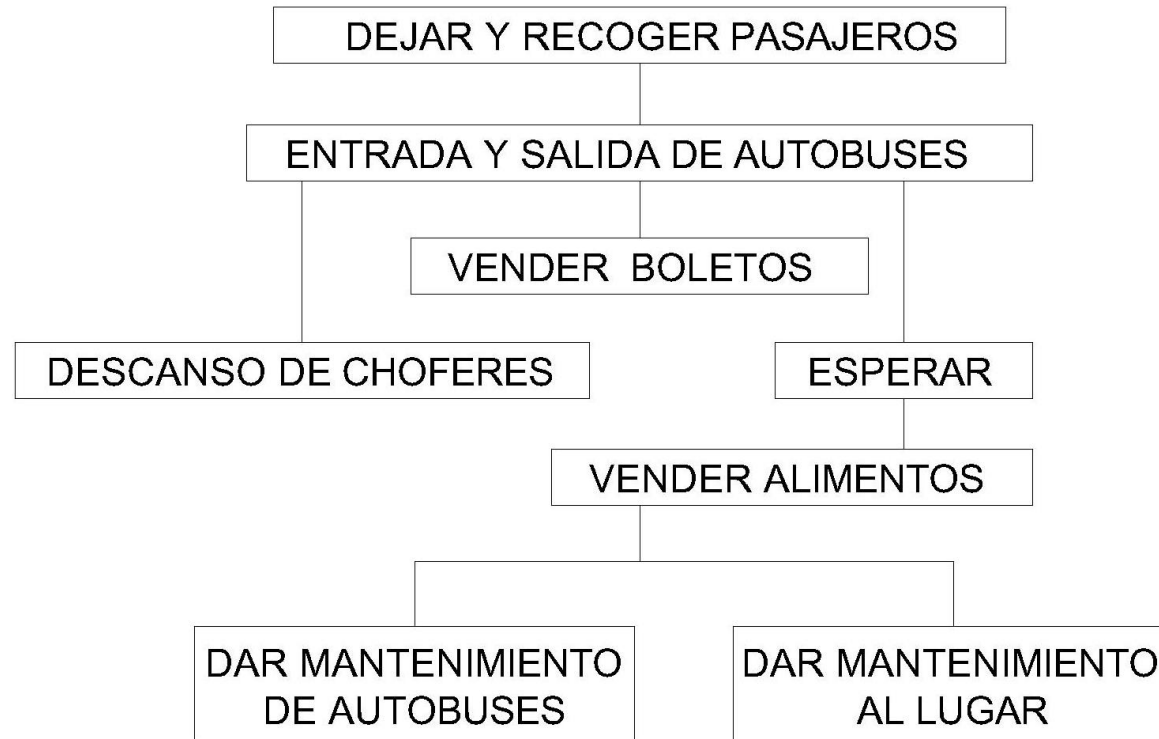 DEJAR Y RECOGER PASAJEROS
ENTRADA Y SALIDA DE AUTOBUSES
VENDER BOLETOS
DESCANSO DE CHOFERES
ESPERAR
VENDER ALIMENTOS
DAR MANTENIMIENTO
DE AUTOBUSES
DAR MANTENIMIENTO
AL LUGAR